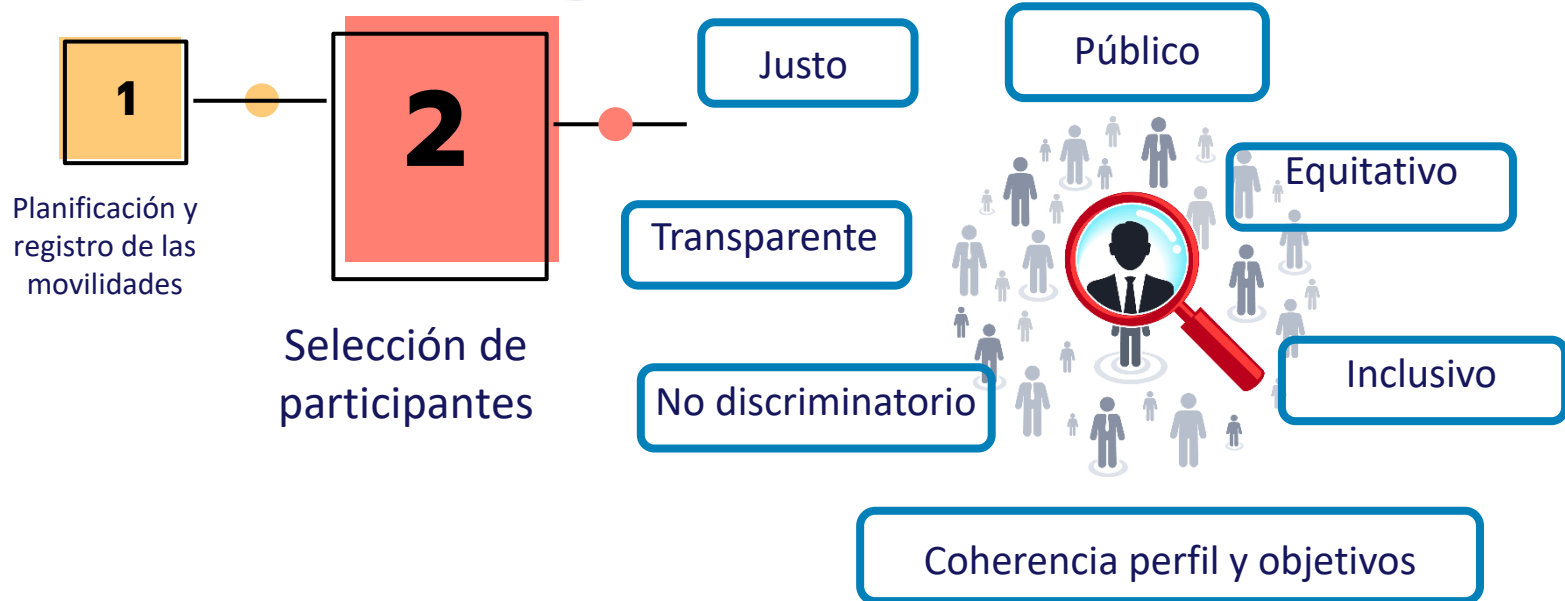 1
Planificación y
registro de las
movilidades
2
Selección de
participantes
Justo
Público
Equitativo
Transparente
Inclusivo
No discriminatorio
Coherencia perfil y objetivos